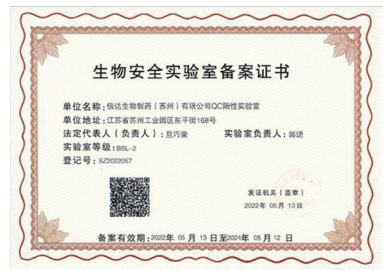 生物安全实验室备案证书
单位名称：信达生物制药（苏州）有限公司QC阳性实验室
单位地址：江苏省苏州工业园区东平街168号
法定代表人（负责人）：旦巧荣 实验室负责人：郭珺
实验室等级：BSL-2
登记号：SZ2022057
发证机关（盖章）
2022年 05月 13日
备案有效期：2022年 05月 13日至2024年 05月 12日